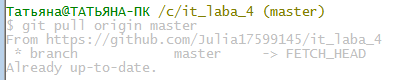 Татьяна@ТАТЬЯНА-ПК /c/it_laba_4 (master)
$ git pull origin master
From https://github.com/Julia17599145/it_laba_4
 * branch            master     -> FETCH_HEAD
Already up-to-date.